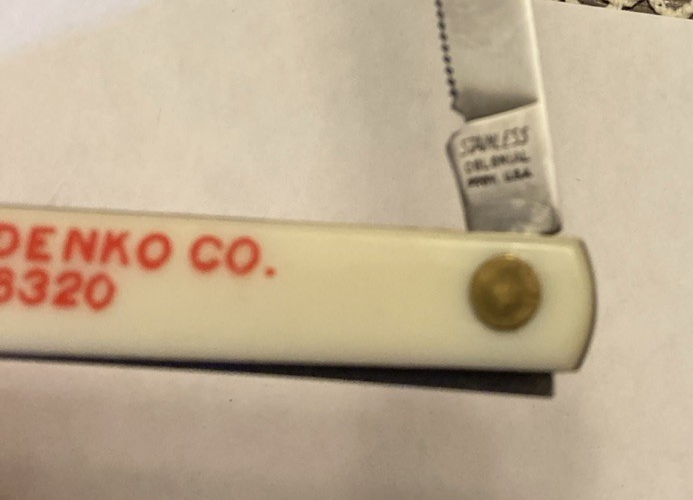 STAINLESS
COLONIAL
PROV. USA
DENKO CO.
6320